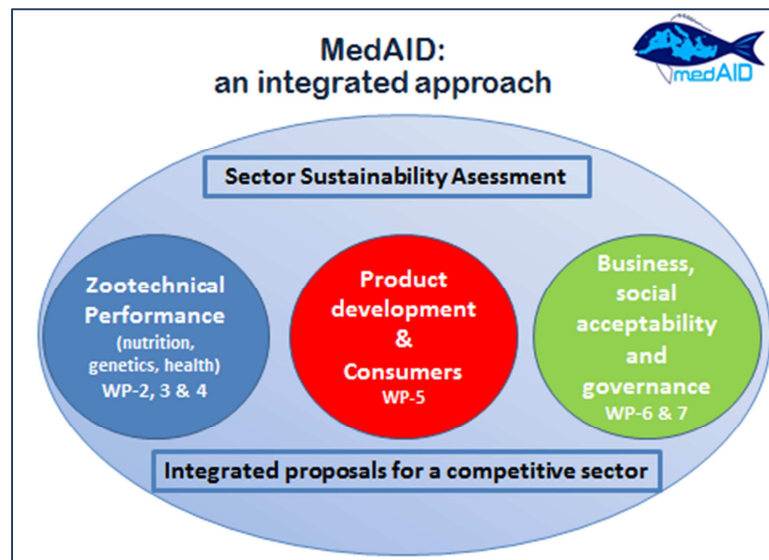 MedAID:
an integrated approach
medAID
Sector Sustainability Asessment
Zootechnical
Performance
(nutrition,
genetics, health)
WP-2, 3 & 4
Product
development
&
Consumers
WP-5
Business,
social
acceptability
and
governance
WP-6 & 7
Integrated proposals for a competitive sector